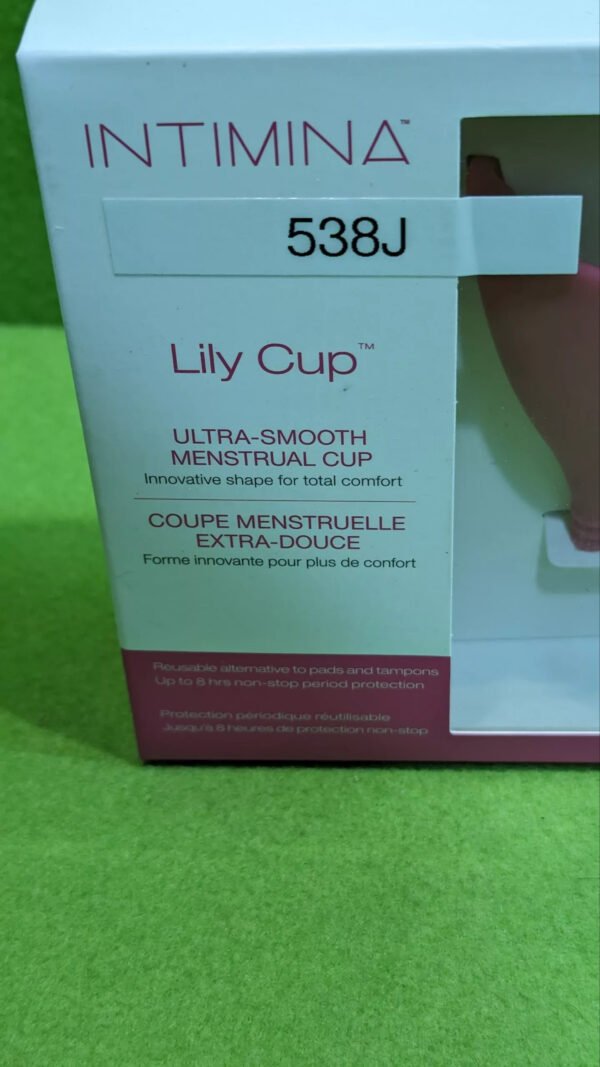 INTIMINA™
538J
Lily Cup™
ULTRA-SMOOTH
MENSTRUAL CUP
Innovative shape for total comfort
COUPE MENSTRUELLE
EXTRA-DOUCE
Forme innovante pour plus de confort
Reusable alternative to pads and tampons
Up to 8 hrs non-stop period protection
Protection périodique réutilisable
Jusqu'à 8 heures de protection non-stop